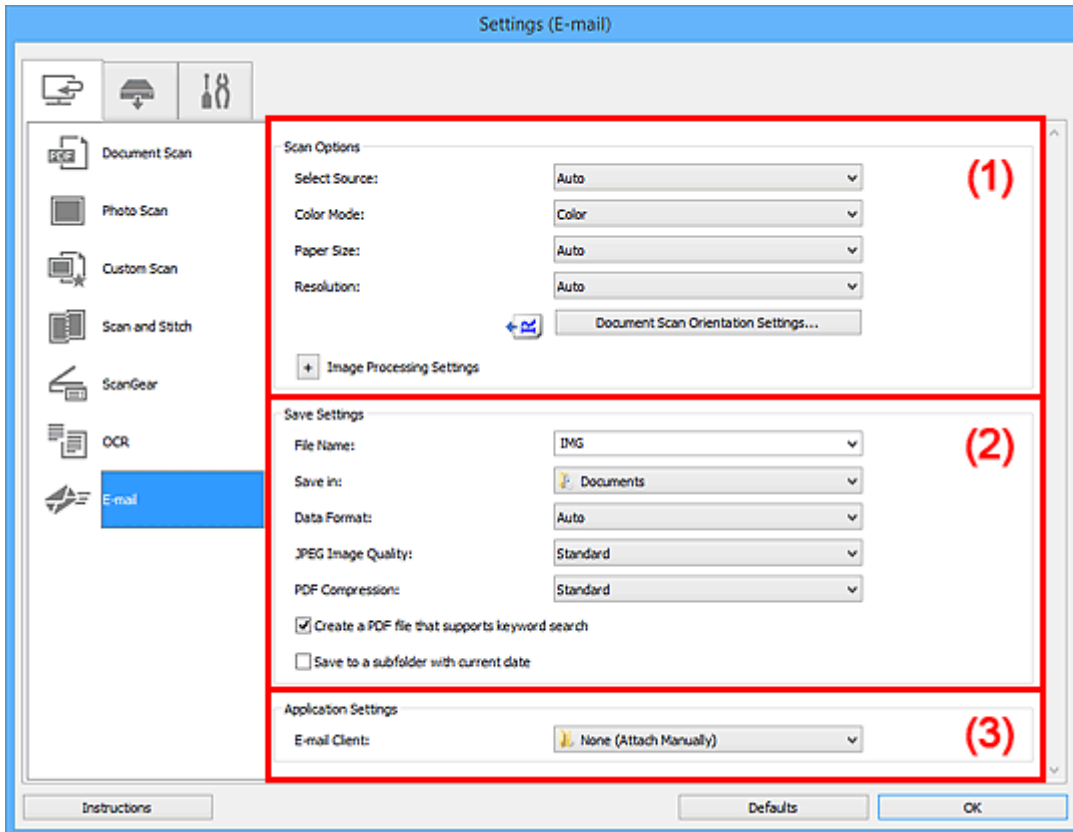 Settings (E-mail)
Document Scan
Photo Scan
Custom Scan
Scan and Stitch
ScanGear
OCR
E-mail
Scan Options
(1)
Select Source: Auto
Color Mode: Color
Paper Size: Auto
Resolution: Auto
Document Scan Orientation Settings...
+ Image Processing Settings
Save Settings
(2)
File Name: IMG
Save in: Documents
Data Format: Auto
JPEG Image Quality: Standard
PDF Compression: Standard
Create a PDF file that supports keyword search
Save to a subfolder with current date
Application Settings
(3)
E-mail Client: None (Attach Manually)
Instructions Defaults OK